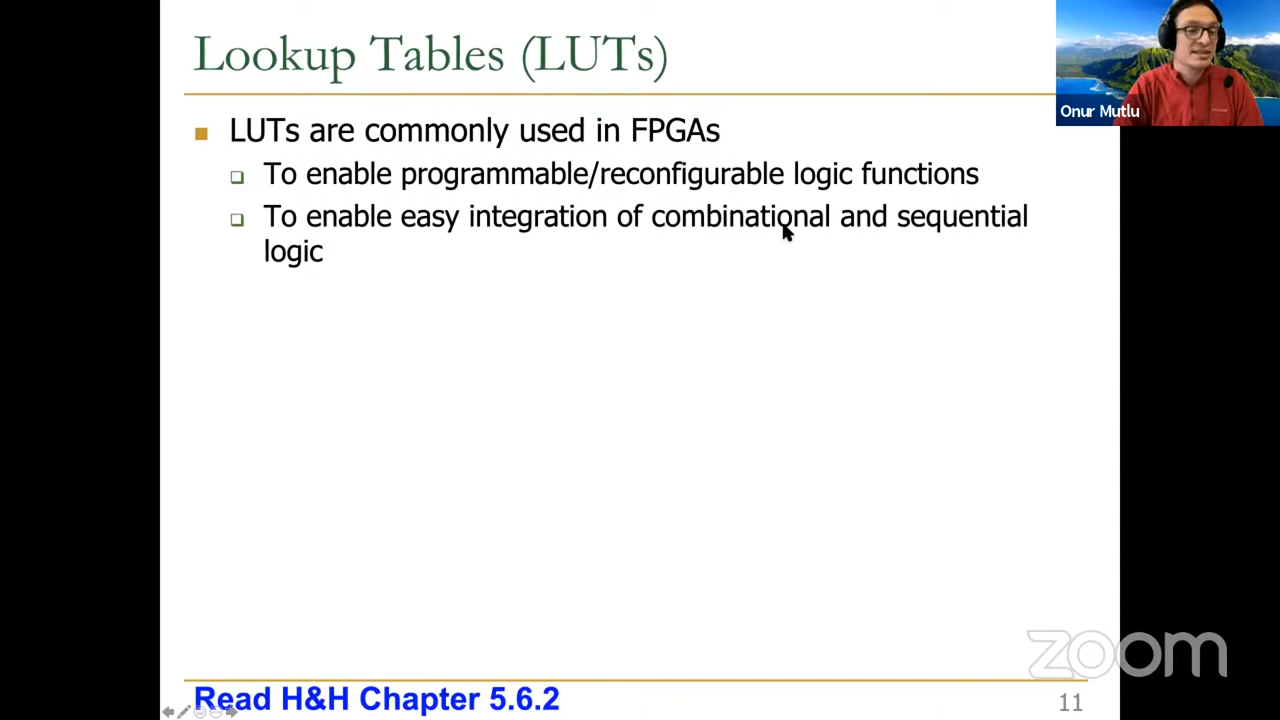 Lookup Tables (LUTs)
Onur Mutlu
LUTs are commonly used in FPGAs
To enable programmable/reconfigurable logic functions
To enable easy integration of combinational and sequential
logic
zoom
Read H&H Chapter 5.6.2
11